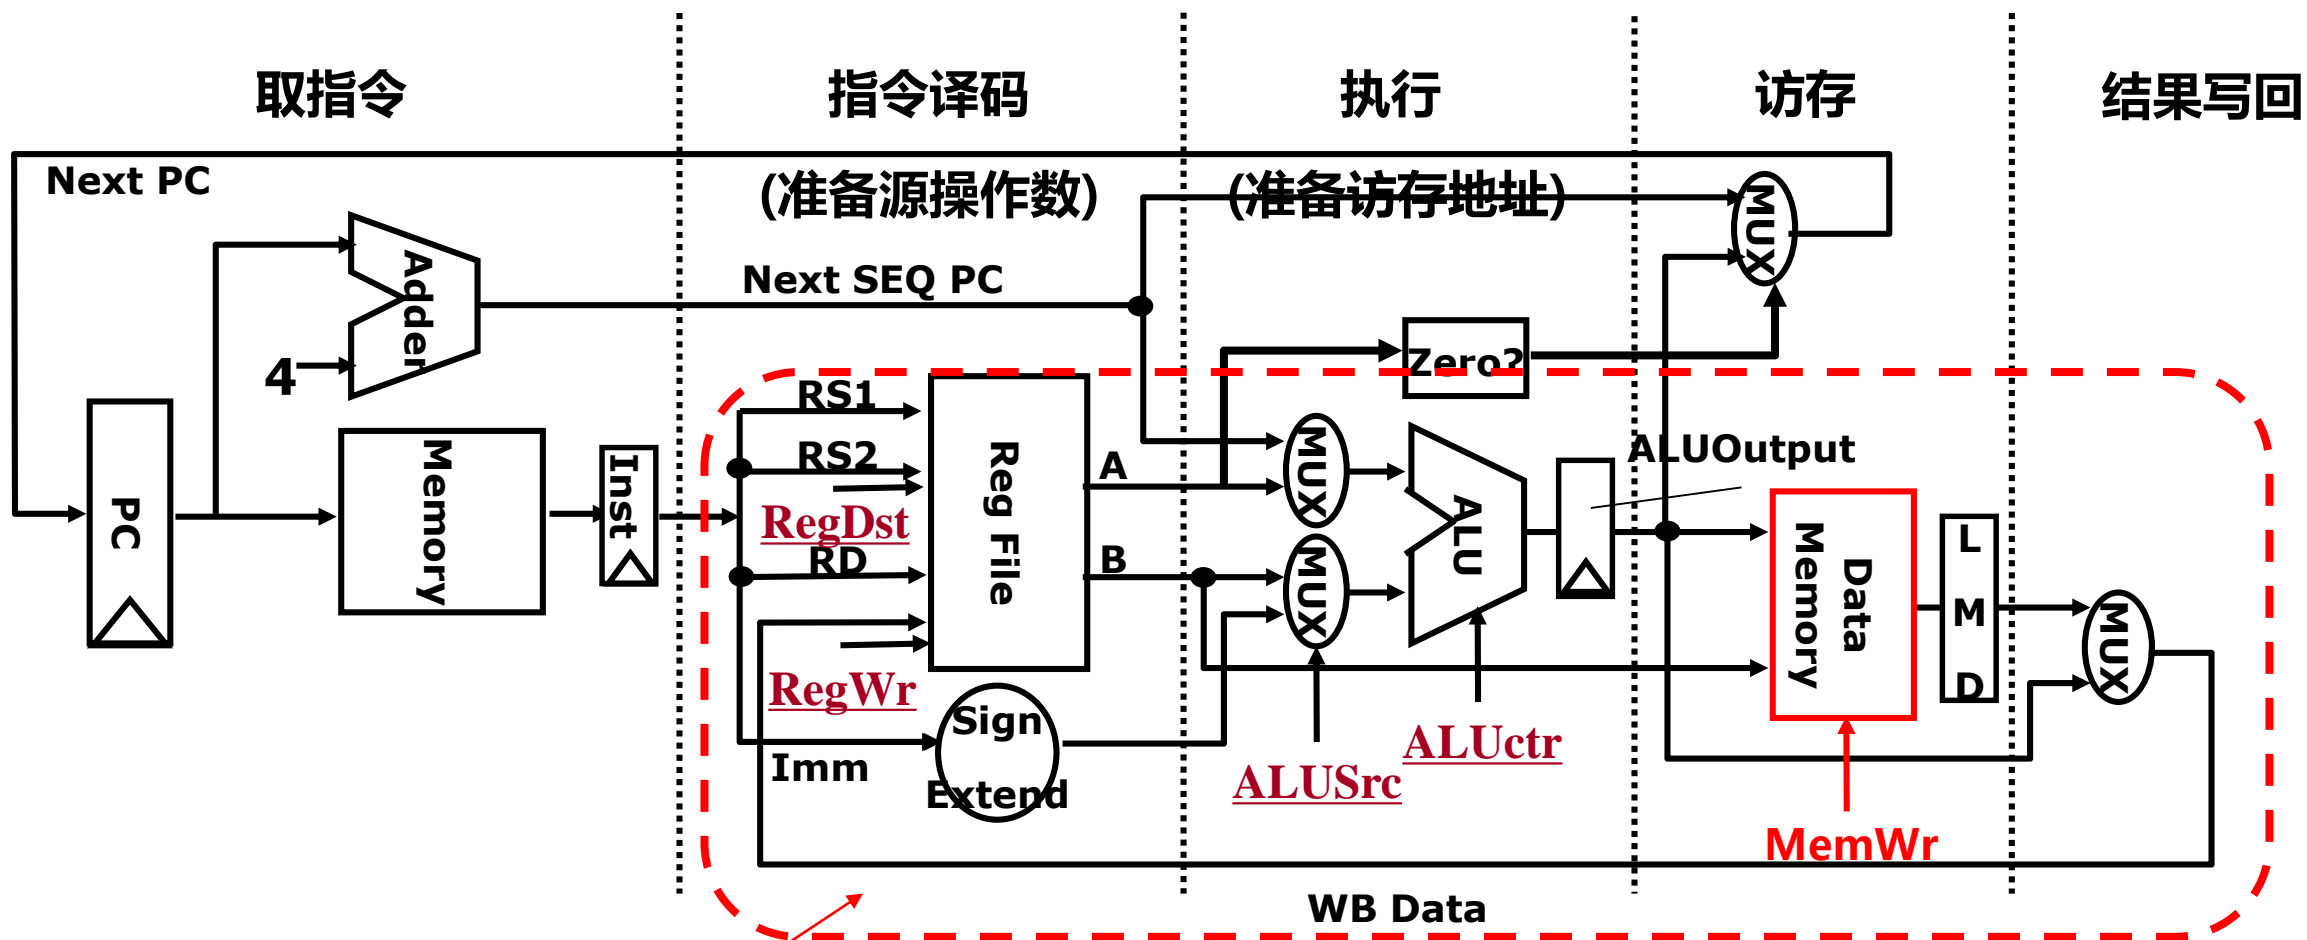 取指令
指令译码
执行
访存
结果写回
Next PC
(准备源操作数)
(准备访存地址)
MUX
Adder
Next SEQ PC
4
Zero?
RS1
RS2
RegDst
RD
RegWr
Imm
Reg File
A
B
Sign
Extend
PC
Memory
Inst
MUX
MUX
ALU
ALUSrc
ALUctr
ALUOutput
Data
Memory
MemWr
L
M
D
MUX
WB Data